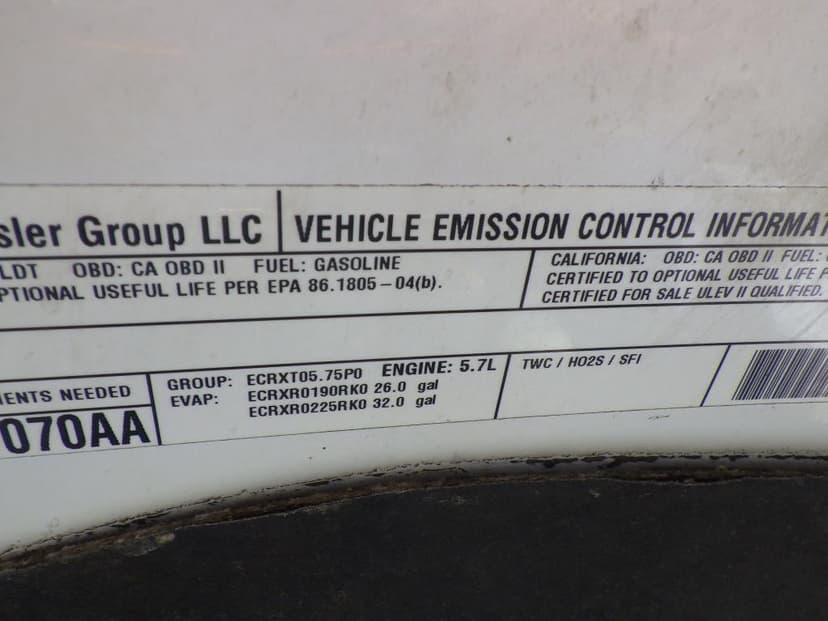 sler Group LLC
VEHICLE EMISSION CONTROL INFORMAT
LDT OBD: CA OBD II FUEL: GASOLINE
PTIONAL USEFUL LIFE PER EPA 86.1805-04(b).
CALIFORNIA: OBD: CA OBD II FUEL:
CERTIFIED TO OPTIONAL USEFUL LIFE P
CERTIFIED FOR SALE ULEV II QUALIFIED.
ENTS NEEDED
070AA
GROUP: ECRXT05.75P0 ENGINE: 5.7L
EVAP: ECRXR0190RK0 26.0 gal
ECRXR0225RK0 32.0 gal
TWC / HO2S / SFI